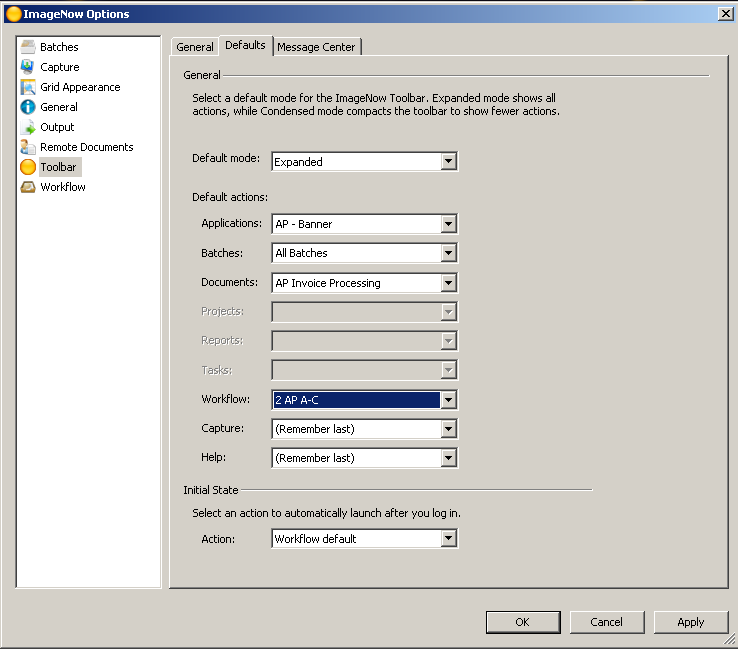 ImageNow Options
Batches
Capture
Grid Appearance
General
Output
Remote Documents
Toolbar
Workflow
General
Defaults
Message Center
General
Select a default mode for the ImageNow Toolbar. Expanded mode shows all
actions, while Condensed mode compacts the toolbar to show fewer actions.
Default mode: Expanded
Default actions:
Applications: AP - Banner
Batches: All Batches
Documents: AP Invoice Processing
Projects:
Reports:
Tasks:
Workflow: 2 AP A-C
Capture: (Remember last)
Help: (Remember last)
Initial State
Select an action to automatically launch after you log in.
Action: Workflow default
OK Cancel Apply